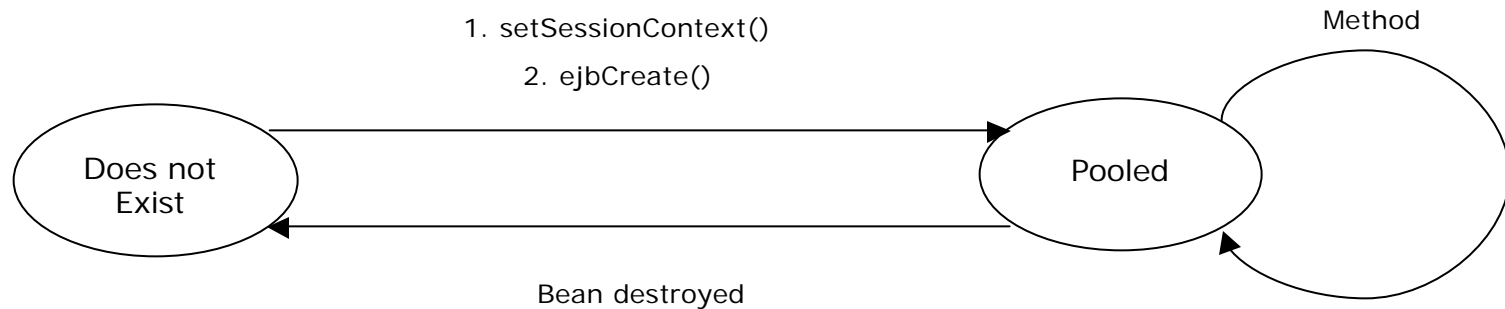 1. setSessionContext()
2. ejbCreate()
Method
Does not
Exist
Pooled
Bean destroyed